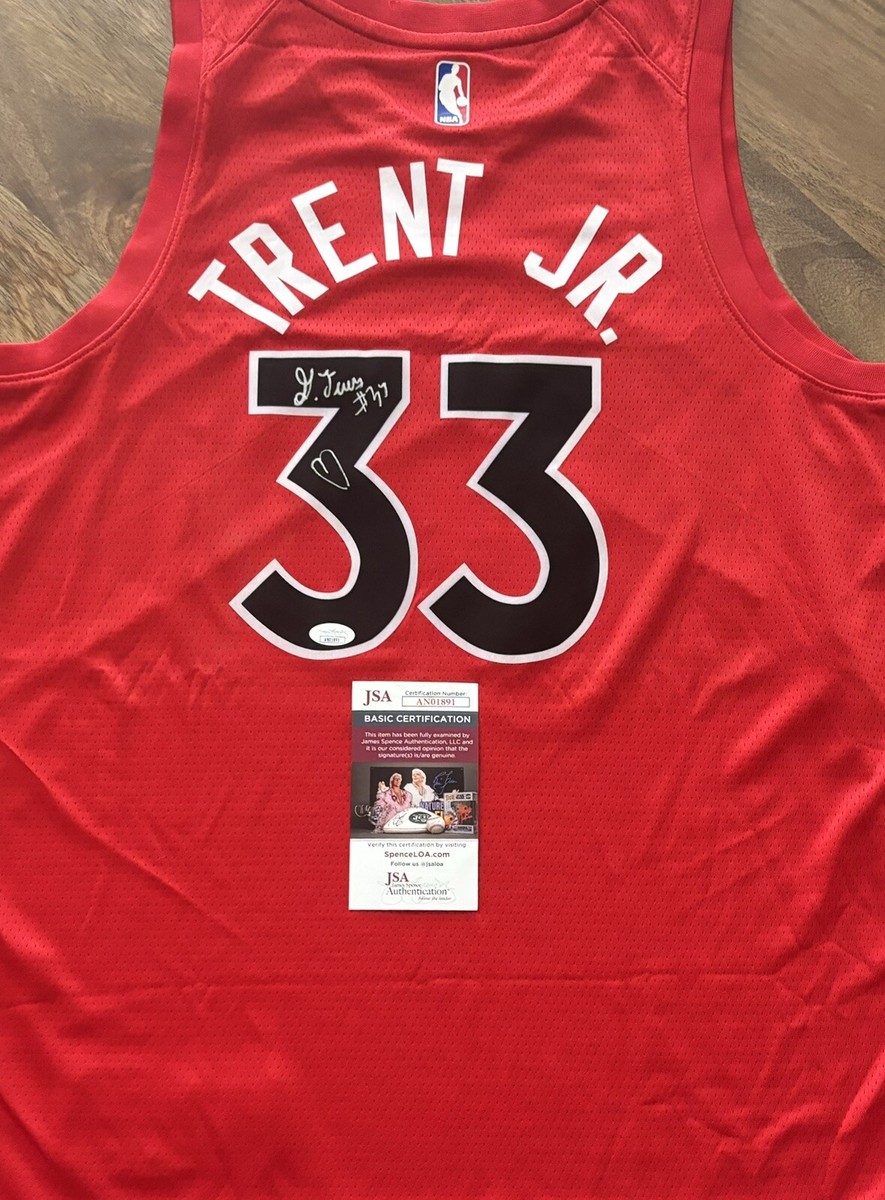 NBA
TRENT JR.
33
#33
AN01891
JSA
Certification Number:
AN01891
BASIC CERTIFICATION
This item has been fully examined by
James Spence Authentication, LLC and
it is our considered opinion that the
signature(s) is/are genuine.
Verify this certification by visiting
SpenceLOA.com
Follow us @jsaloa
JSA
James Spence
Authentication